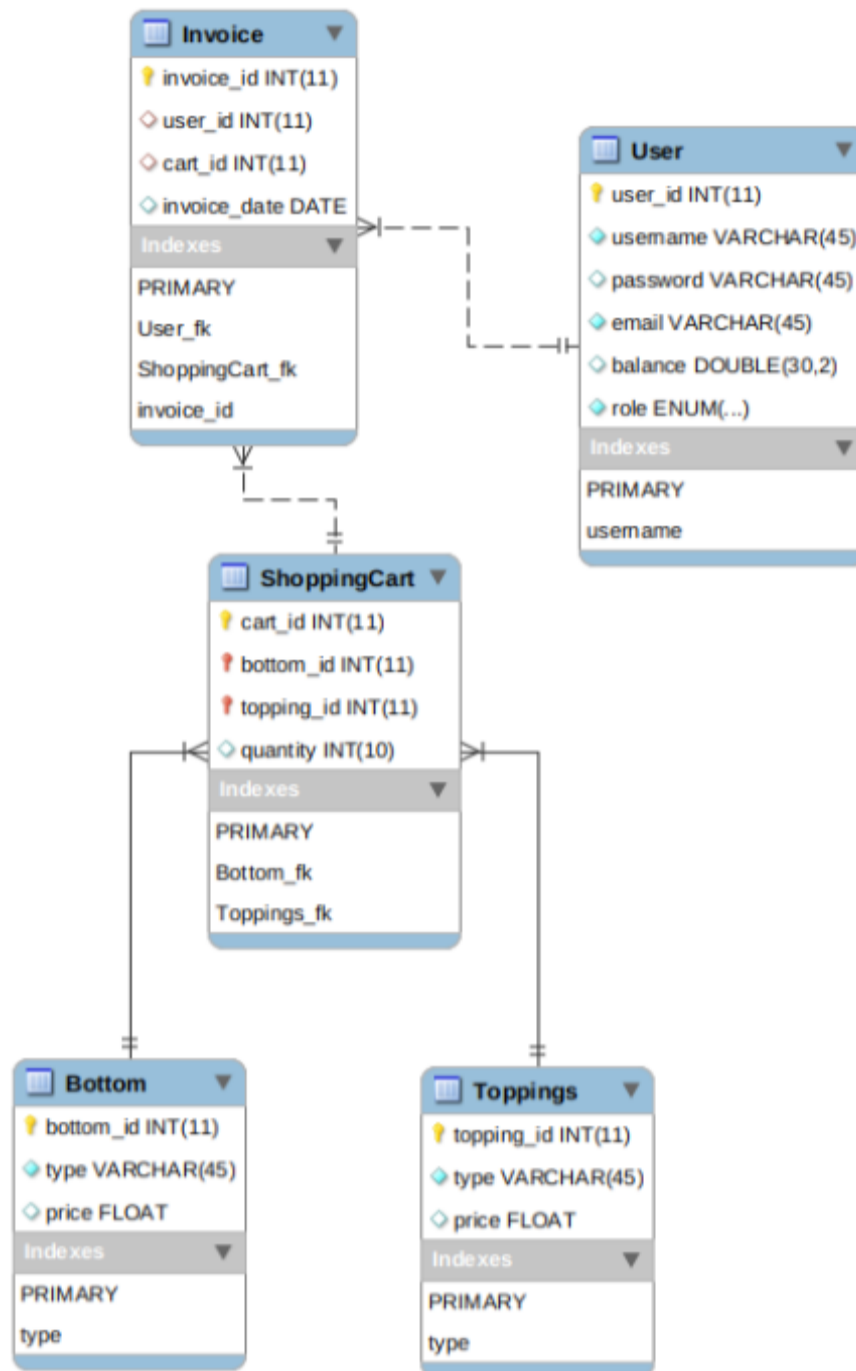 Invoice
invoice_id INT(11)
user_id INT(11)
cart_id INT(11)
invoice_date DATE
Indexes
PRIMARY
User_fk
ShoppingCart_fk
invoice_id
User
user_id INT(11)
username VARCHAR(45)
password VARCHAR(45)
email VARCHAR(45)
balance DOUBLE(30,2)
role ENUM(...)
Indexes
PRIMARY
username
ShoppingCart
cart_id INT(11)
bottom_id INT(11)
topping_id INT(11)
quantity INT(10)
Indexes
PRIMARY
Bottom_fk
Toppings_fk
Bottom
bottom_id INT(11)
type VARCHAR(45)
price FLOAT
Indexes
PRIMARY
type
Toppings
topping_id INT(11)
type VARCHAR(45)
price FLOAT
Indexes
PRIMARY
type